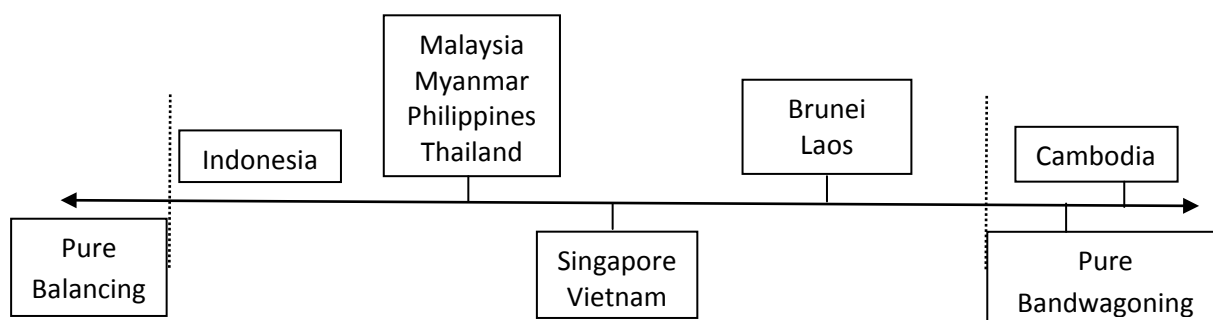 Malaysia
Myanmar
Philippines
Thailand
Indonesia
Brunei
Laos
Cambodia
Pure
Balancing
Singapore
Vietnam
Pure
Bandwagoning